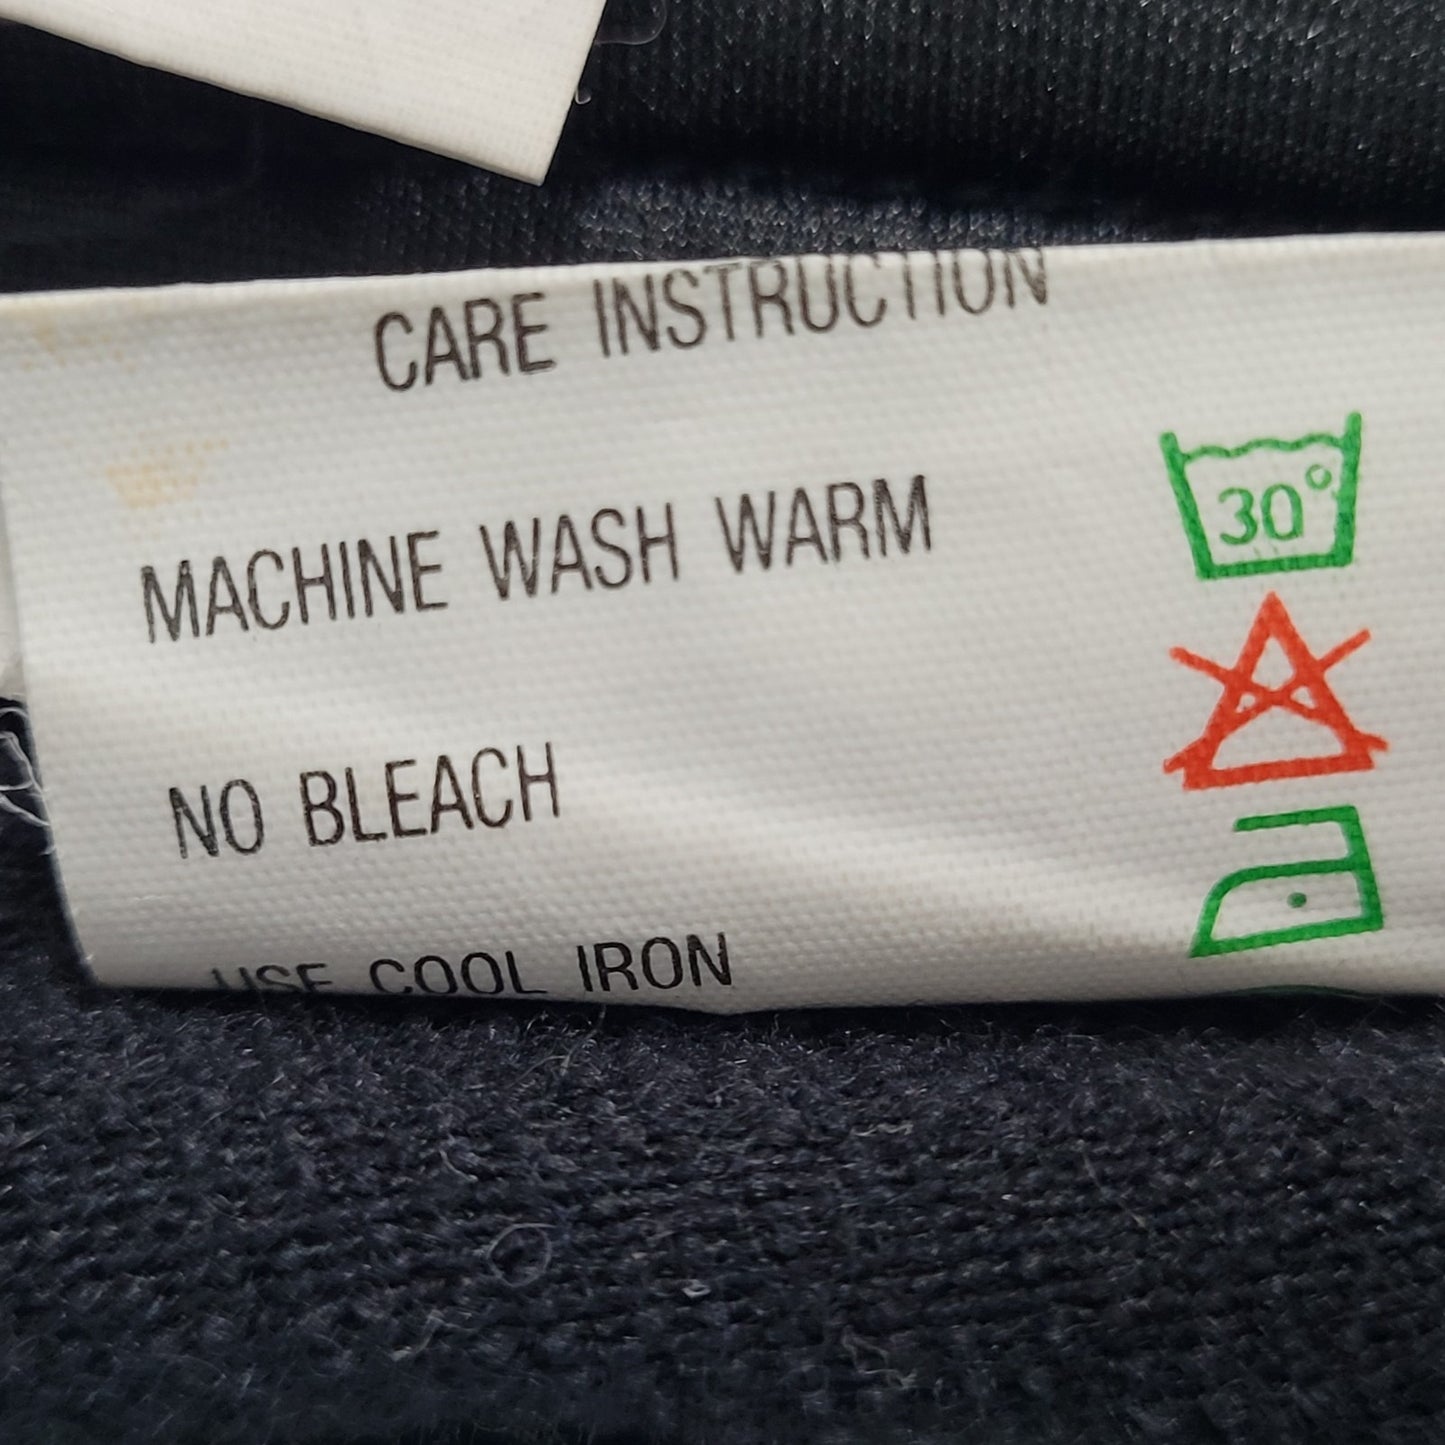 CARE INSTRUCTION
MACHINE WASH WARM
30°
NO BLEACH
USE COOL IRON